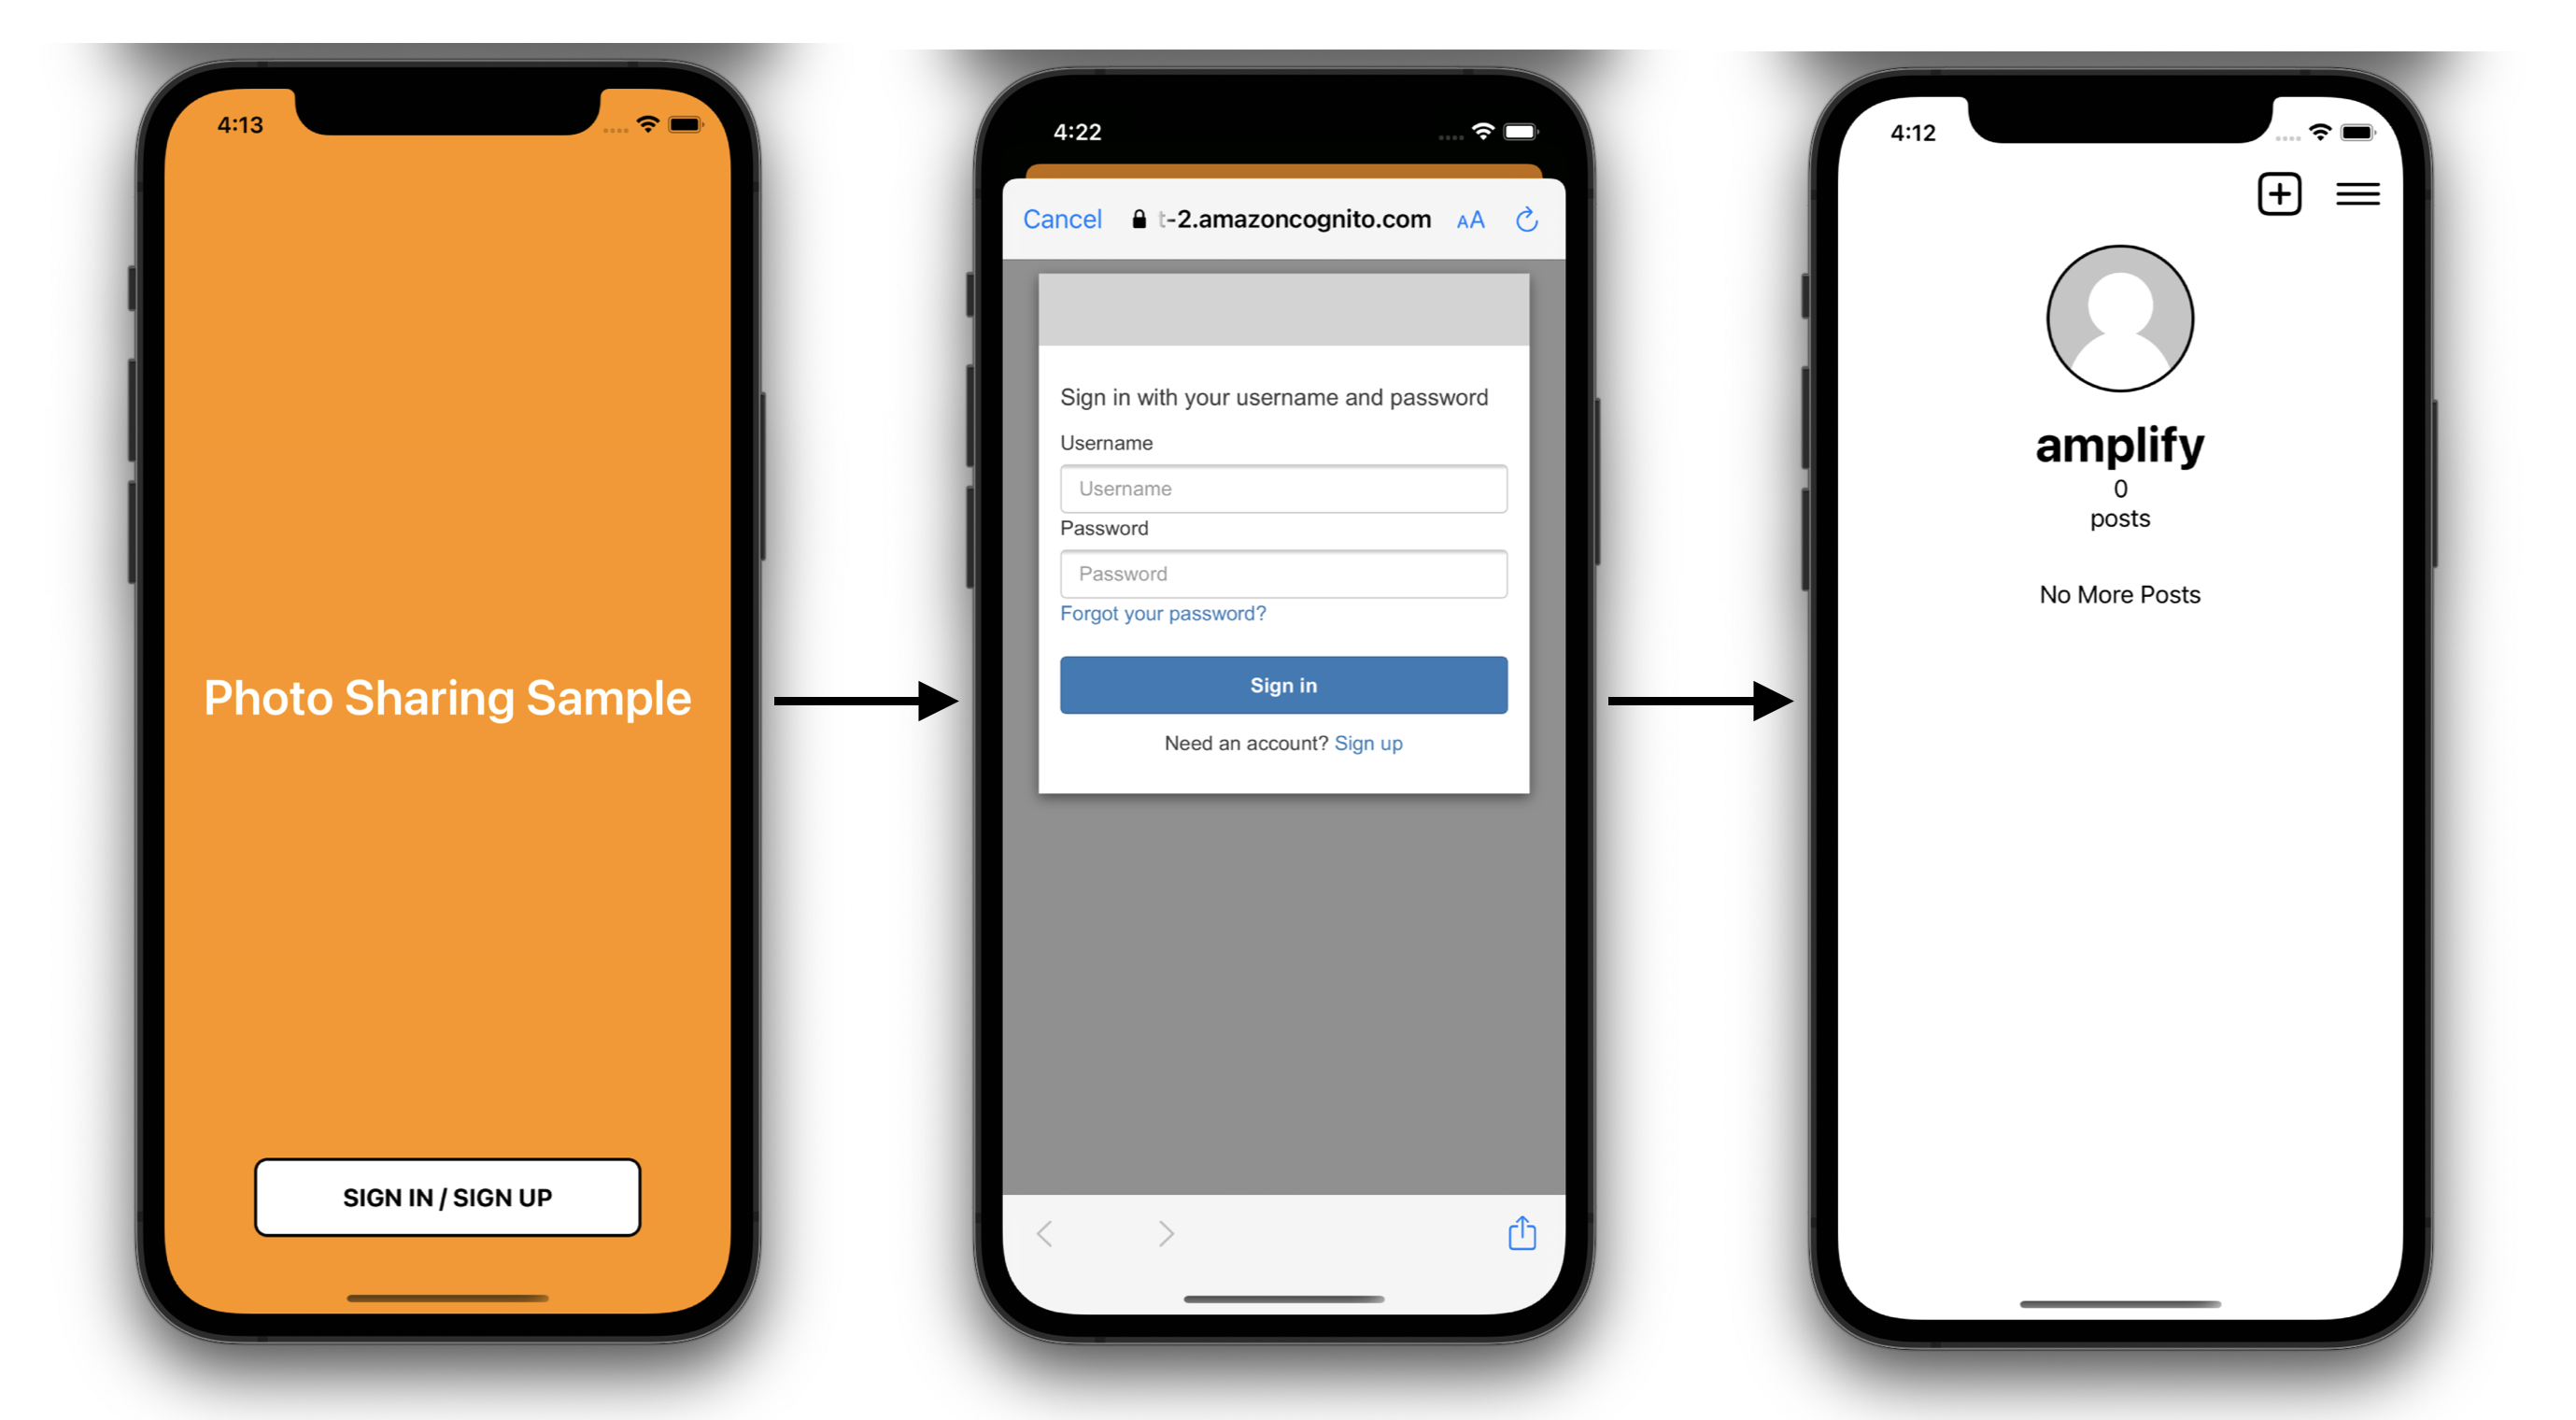 4:13
Photo Sharing Sample
SIGN IN / SIGN UP
4:22
Cancel
t-2.amazoncognito.com
AA
Sign in with your username and password
Username
Username
Password
Password
Forgot your password?
Sign in
Need an account? Sign up
4:12
amplify
0
posts
No More Posts